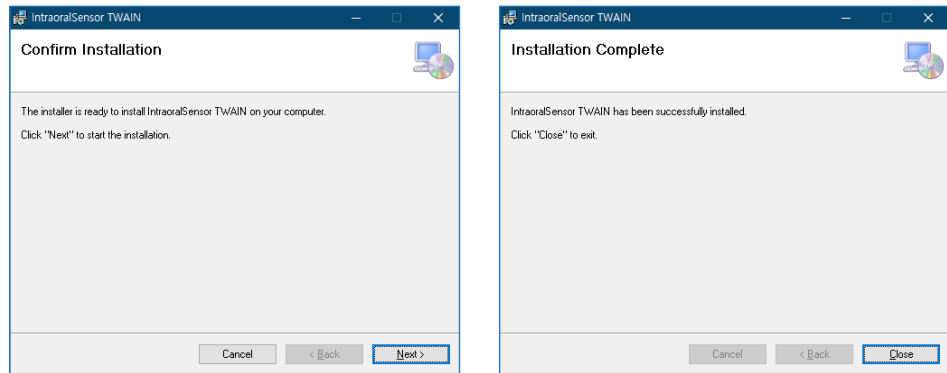 IntraoralSensor TWAIN
Confirm Installation
The installer is ready to install IntraoralSensor TWAIN on your computer.
Click "Next" to start the installation.
Cancel
< Back
Next >
IntraoralSensor TWAIN
Installation Complete
IntraoralSensor TWAIN has been successfully installed.
Click "Close" to exit.
Cancel
< Back
Close